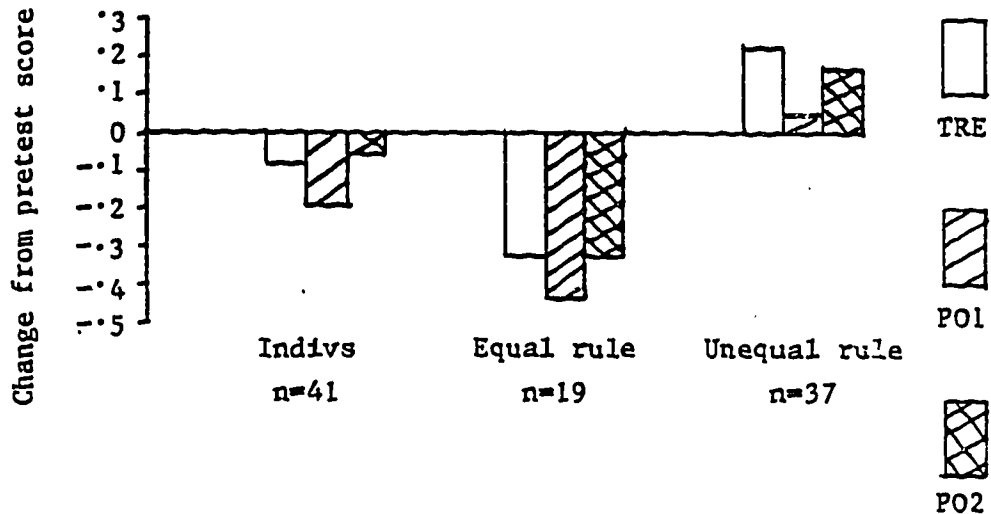 Change from pretest score
·3
·2
·1
0
-·1
-·2
-·3
-·4
-·5
Indivs
n=41
Equal rule
n=19
Unequal rule
n=37
TRE
PO1
PO2